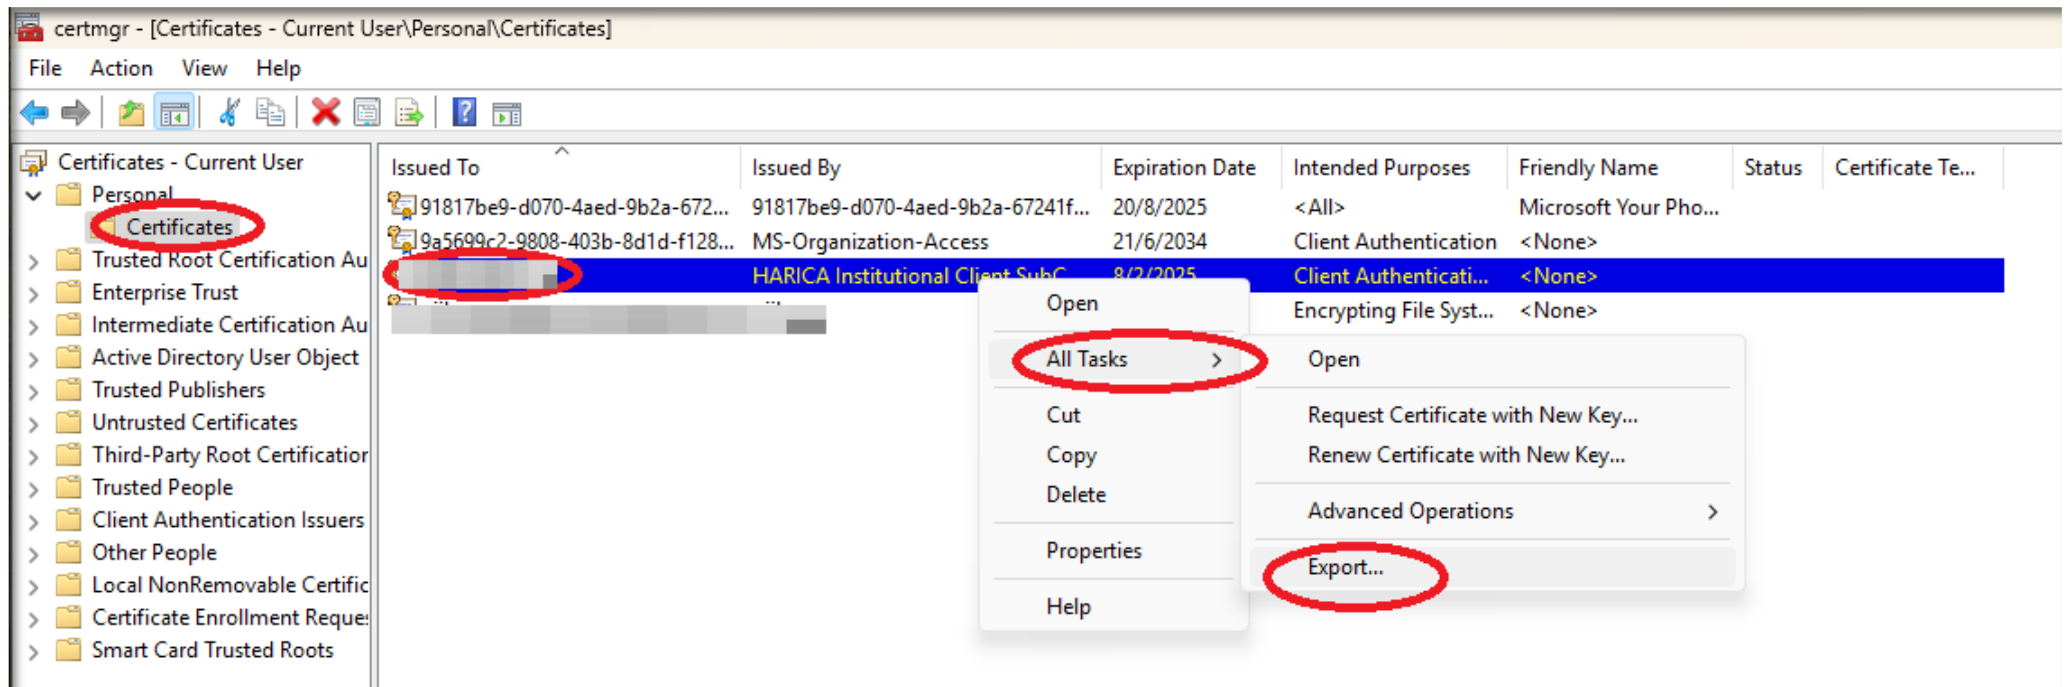 certmgr - [Certificates - Current User\Personal\Certificates]
File Action View Help
Certificates - Current User
Personal
Certificates
Trusted Root Certification Au
Enterprise Trust
Intermediate Certification Au
Active Directory User Object
Trusted Publishers
Untrusted Certificates
Third-Party Root Certification
Trusted People
Client Authentication Issuers
Other People
Local NonRemovable Certific
Certificate Enrollment Reque
Smart Card Trusted Roots
Issued To Issued By Expiration Date Intended Purposes Friendly Name Status Certificate Te...
91817be9-d070-4aed-9b2a-672... 91817be9-d070-4aed-9b2a-67241f... 20/8/2025 <All> Microsoft Your Pho...
9a5699c2-9808-403b-8d1d-f128... MS-Organization-Access 21/6/2034 Client Authentication <None>
HARICA Institutional Client SubC 8/2/2025 Client Authenticati... <None>
Encrypting File Syst... <None>
Open
All Tasks >
Cut
Copy
Delete
Properties
Help
Open
Request Certificate with New Key...
Renew Certificate with New Key...
Advanced Operations >
Export...